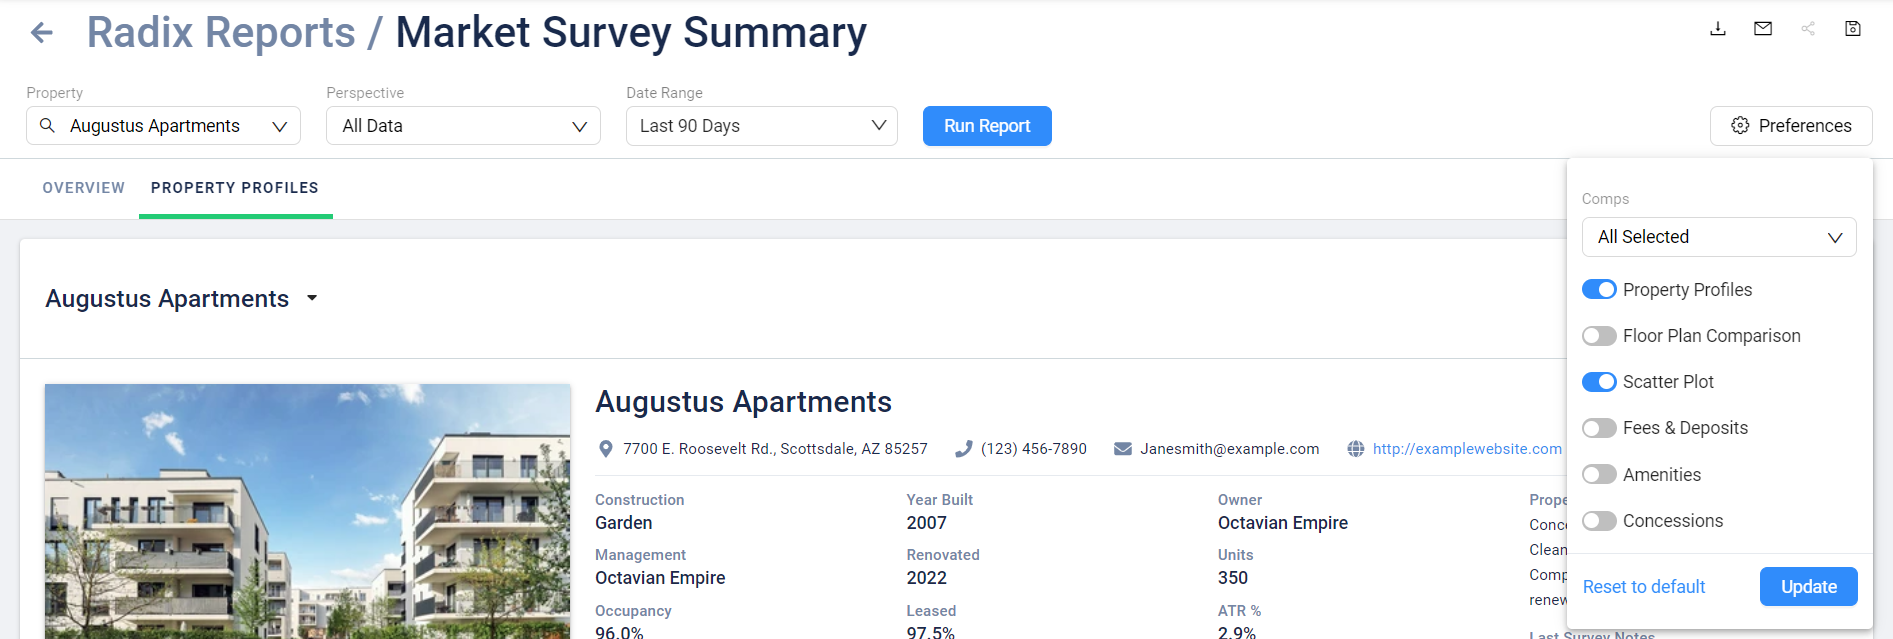 Radix Reports / Market Survey Summary
Property
Perspective
Date Range
Augustus Apartments
All Data
Last 90 Days
Run Report
Preferences
OVERVIEW
PROPERTY PROFILES
Comps
All Selected
Property Profiles
Floor Plan Comparison
Scatter Plot
Fees & Deposits
Amenities
Concessions
Reset to default
Update
Augustus Apartments
Augustus Apartments
7700 E. Roosevelt Rd., Scottsdale, AZ 85257
(123) 456-7890
Janesmith@example.com
http://examplewebsite.com
Construction
Garden
Year Built
2007
Owner
Octavian Empire
Management
Octavian Empire
Renovated
2022
Units
350
Occupancy
96.0%
Leased
97.5%
ATR %
2.9%
Prope
Conc
Clean
Comp
renew
Last Survey Notes